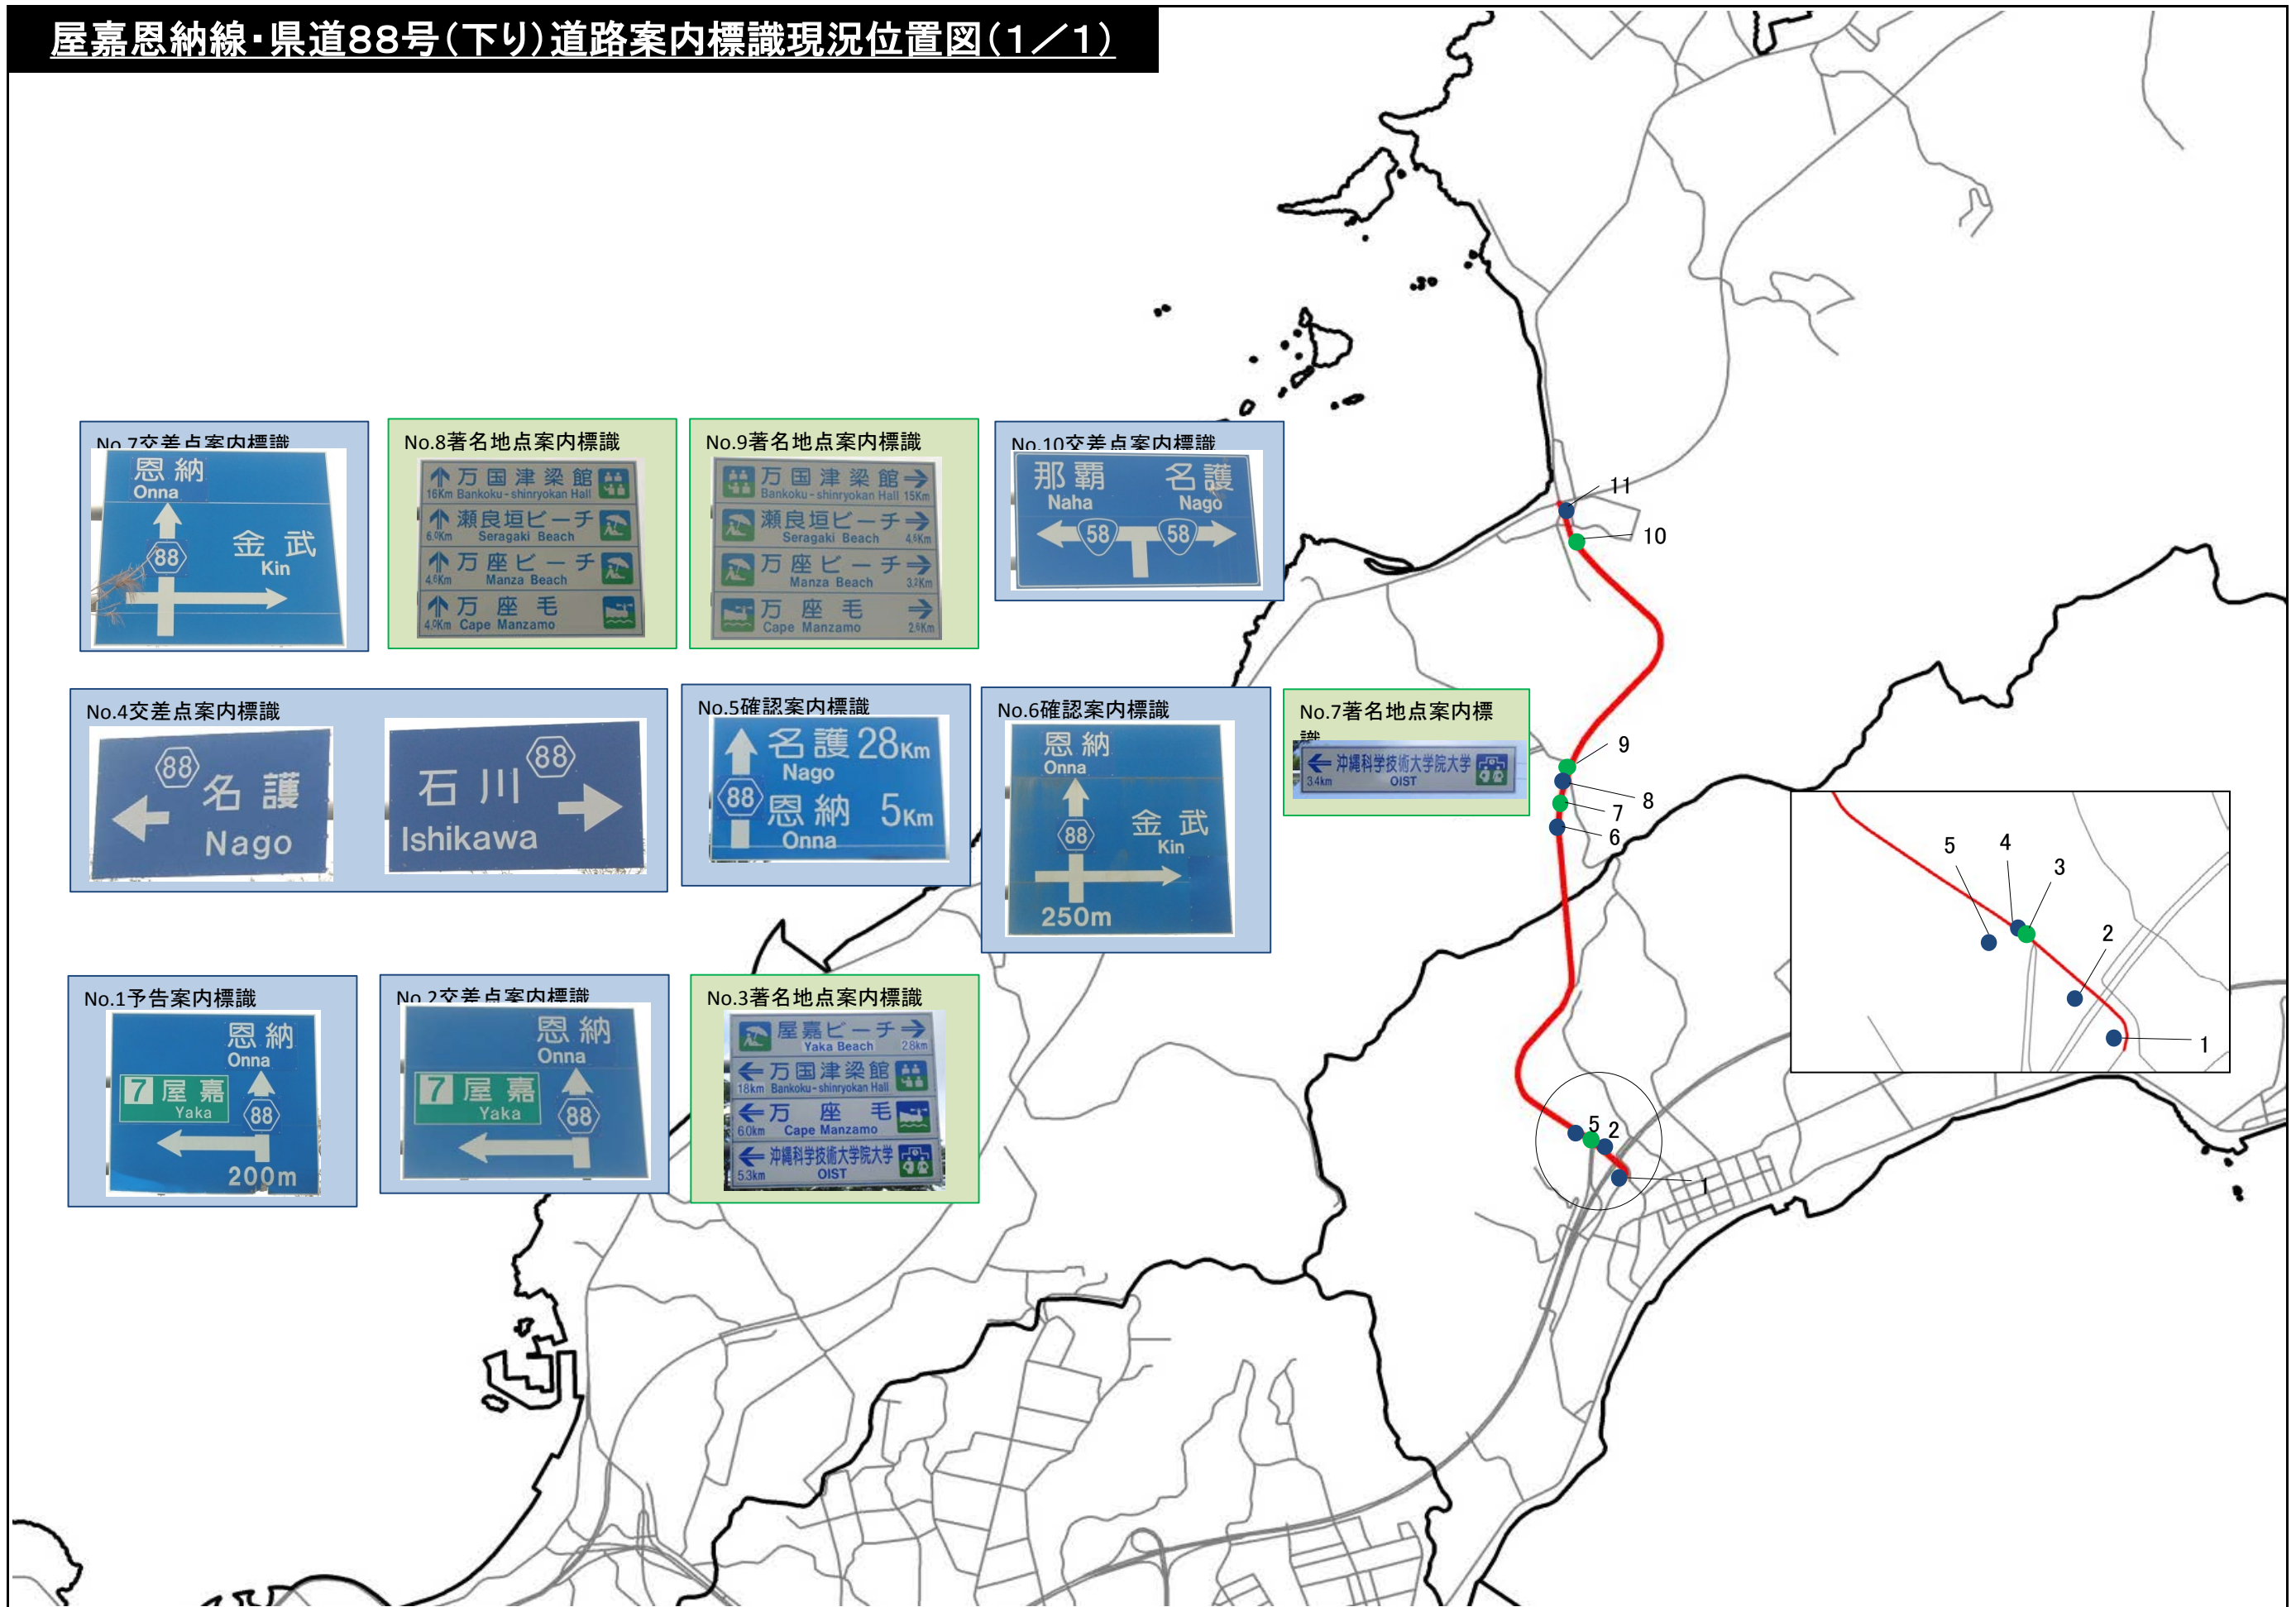 屋嘉恩納線・県道88号(下り)道路案内標識現況位置図(1/1)
No.7交差点案内標識
恩納
Onna
88
金武
Kin
No.8著名地点案内標識
万国津梁館
16Km Bankoku-shinryokan Hall
瀬良垣ビーチ
6.0Km Seragaki Beach
万座ビーチ
4.6Km Manza Beach
万座毛
4.0Km Cape Manzamo
No.9著名地点案内標識
万国津梁館
Bankoku-shinryokan Hall 15Km
瀬良垣ビーチ
Seragaki Beach 4.6Km
万座ビーチ
Manza Beach 3.2Km
万座毛
Cape Manzamo 2.6Km
No.10交差点案内標識
那覇 名護
Naha Nago
58 58
No.4交差点案内標識
88
名護
Nago
88
石川
Ishikawa
No.5確認案内標識
名護 28Km
Nago
88
恩納 5Km
Onna
No.6確認案内標識
恩納
Onna
88
金武
Kin
250m
No.7著名地点案内標
識
沖縄科学技術大学院大学
3.4km OIST
No.1予告案内標識
恩納
Onna
7 屋嘉
Yaka
88
200m
No.2交差点案内標識
恩納
Onna
7 屋嘉
Yaka
88
No.3著名地点案内標識
屋嘉ビーチ
Yaka Beach 2.8km
万国津梁館
18km Bankoku-shinryokan Hall
万座毛
6.0km Cape Manzamo
沖縄科学技術大学院大学
5.3km OIST
11
10
9
8
7
6
5 2
1
5
4
3
2
1